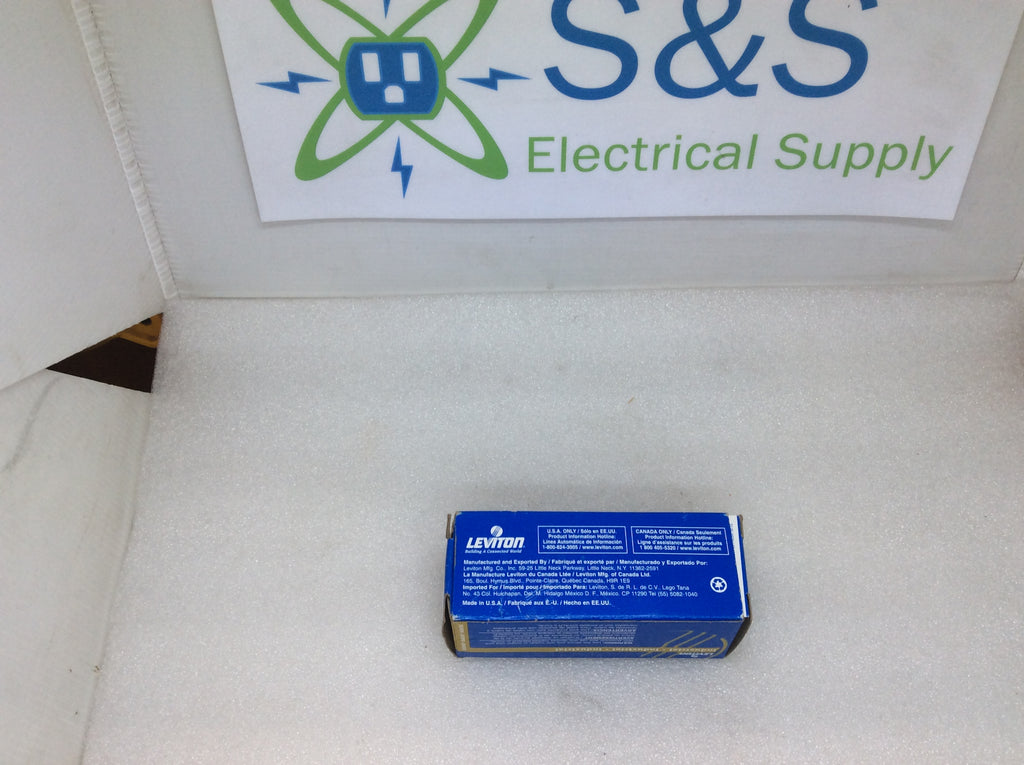 S&S
Electrical Supply
LEVITON
Building A Connected World
U.S.A. ONLY / Sólo en EE.UU.
Product Information Hotline:
Línea Automática de Información
1-800-824-3005 / www.leviton.com
CANADA ONLY / Canada Seulement
Product Information Hotline:
Ligne d'assistance sur les produits
1 800 405-5320 / www.leviton.com
Manufactured and Exported By / Fabriqué et exporté par / Manufacturado y Exportado Por:
Leviton Mfg. Co., Inc. 59-25 Little Neck Parkway, Little Neck, N.Y. 11362-2591
La Manufacture Leviton du Canada Ltée / Leviton Mfg. of Canada Ltd.
165, Boul. Hymus Blvd., Pointe-Claire, Québec Canada, H9R 1E9
Imported For / Importé pour / Importado Para: Leviton, S. de R. L. de C.V. Lago Tana
No. 43 Col. Huichapan, Del. M. Hidalgo México D. F., México. CP 11290 Tel (55) 5082-1040
Made in U.S.A. / Fabriqué aux É.-U. / Hecho en EE.UU.
LEVITON